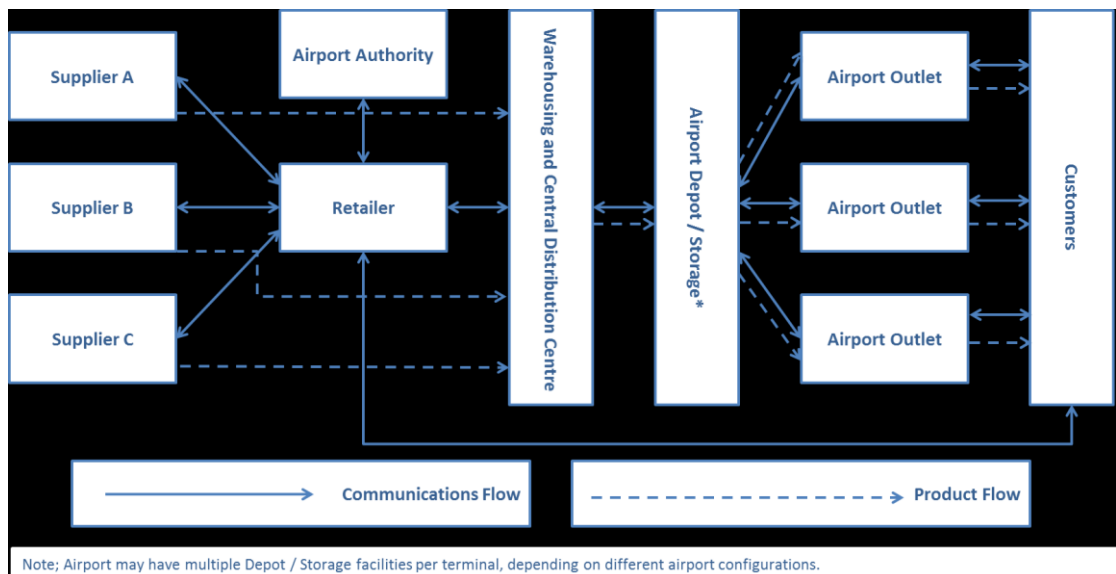 Supplier A
Airport Authority
Supplier B
Retailer
Supplier C
Warehousing and Central Distribution Centre
Airport Depot / Storage*
Airport Outlet
Airport Outlet
Airport Outlet
Customers
Communications Flow
Product Flow
Note; Airport may have multiple Depot / Storage facilities per terminal, depending on different airport configurations.